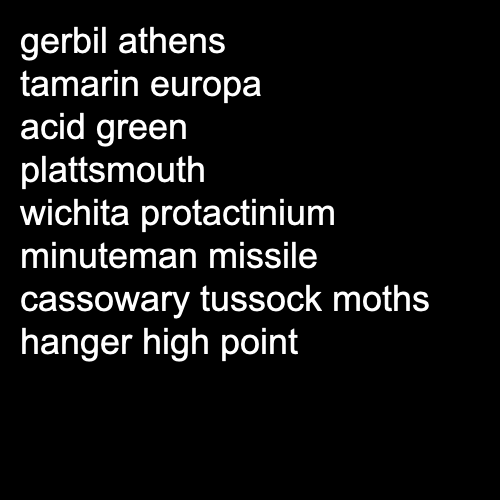 gerbil athens
tamarin europa
acid green
plattsmouth
wichita protactinium
minuteman missile
cassowary tussock moths
hanger high point